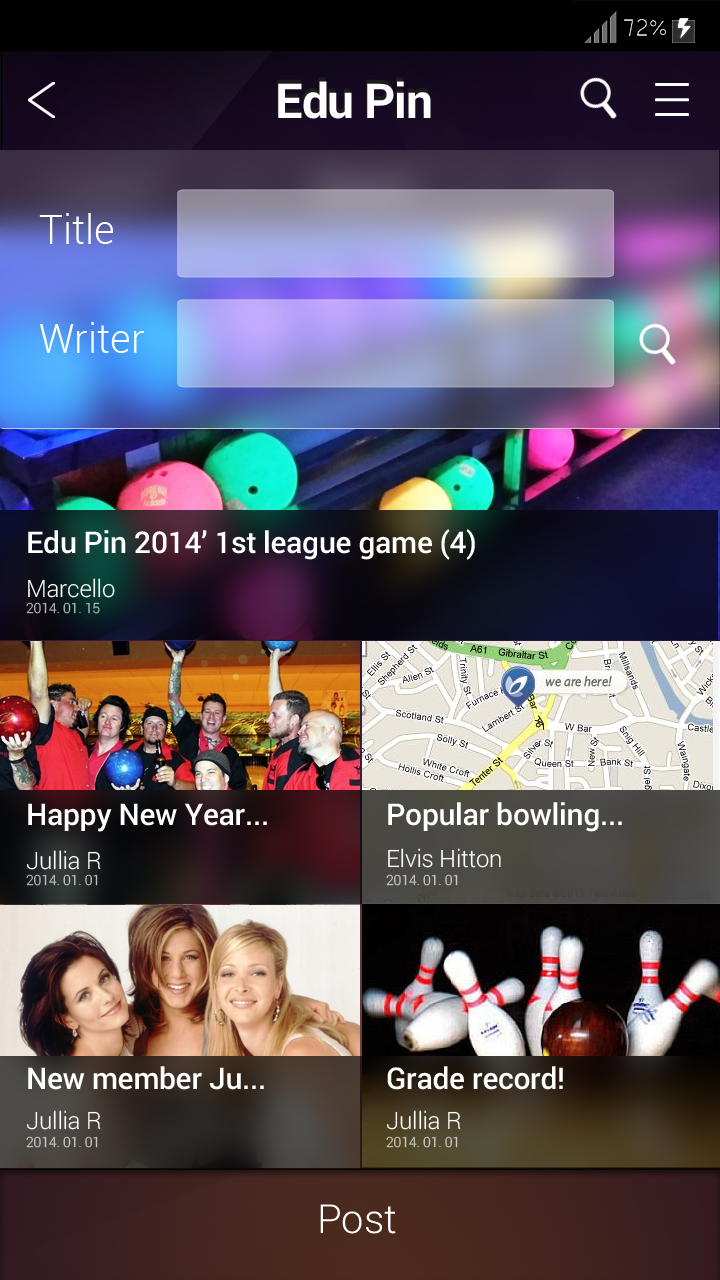 72%
Edu Pin
Title
Writer
Edu Pin 2014’ 1st league game (4)
Marcello
2014. 01. 15
A61 Gibraltar St
Ellis St
Shepherd St
Allen St
Trinity St
Furnace
we are here!
Millsands
Scotland St
Lambert St
W Bar
Castle
Solly St
Silver St
New St
Snig Hill
White Croft
Queen St
Bank St
Waingate
Hollis Croft
Tenter St
Happy New Year...
Jullia R
2014. 01. 01
Popular bowling...
Elvis Hitton
2014. 01. 01
New member Ju...
Jullia R
2014. 01. 01
Grade record!
Jullia R
2014. 01. 01
Post